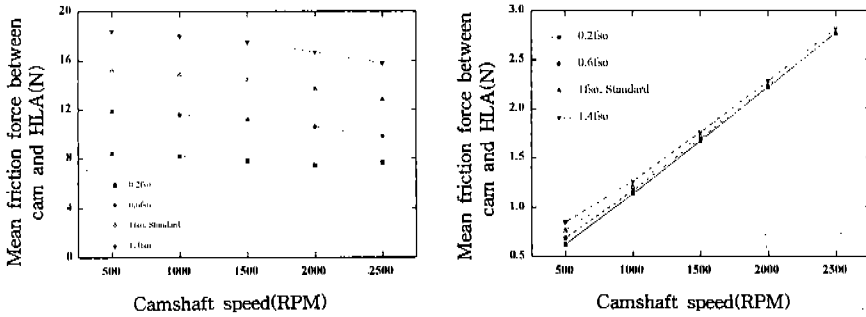 Mean friction force between
cam and HLA(N)
20
16
12
8
4
0
0.2fso
0.6fso
1fso. Standard
500
1000
1500
2000
2500
Camshaft speed(RPM)
Mean friction force between
cam and HLA(N)
3.0
2.5
2.0
1.5
1.0
0.5
0.2fso
0.6fso
1fso. Standard
1.4fso
500
1000
1500
2000
2500
Camshaft speed(RPM)